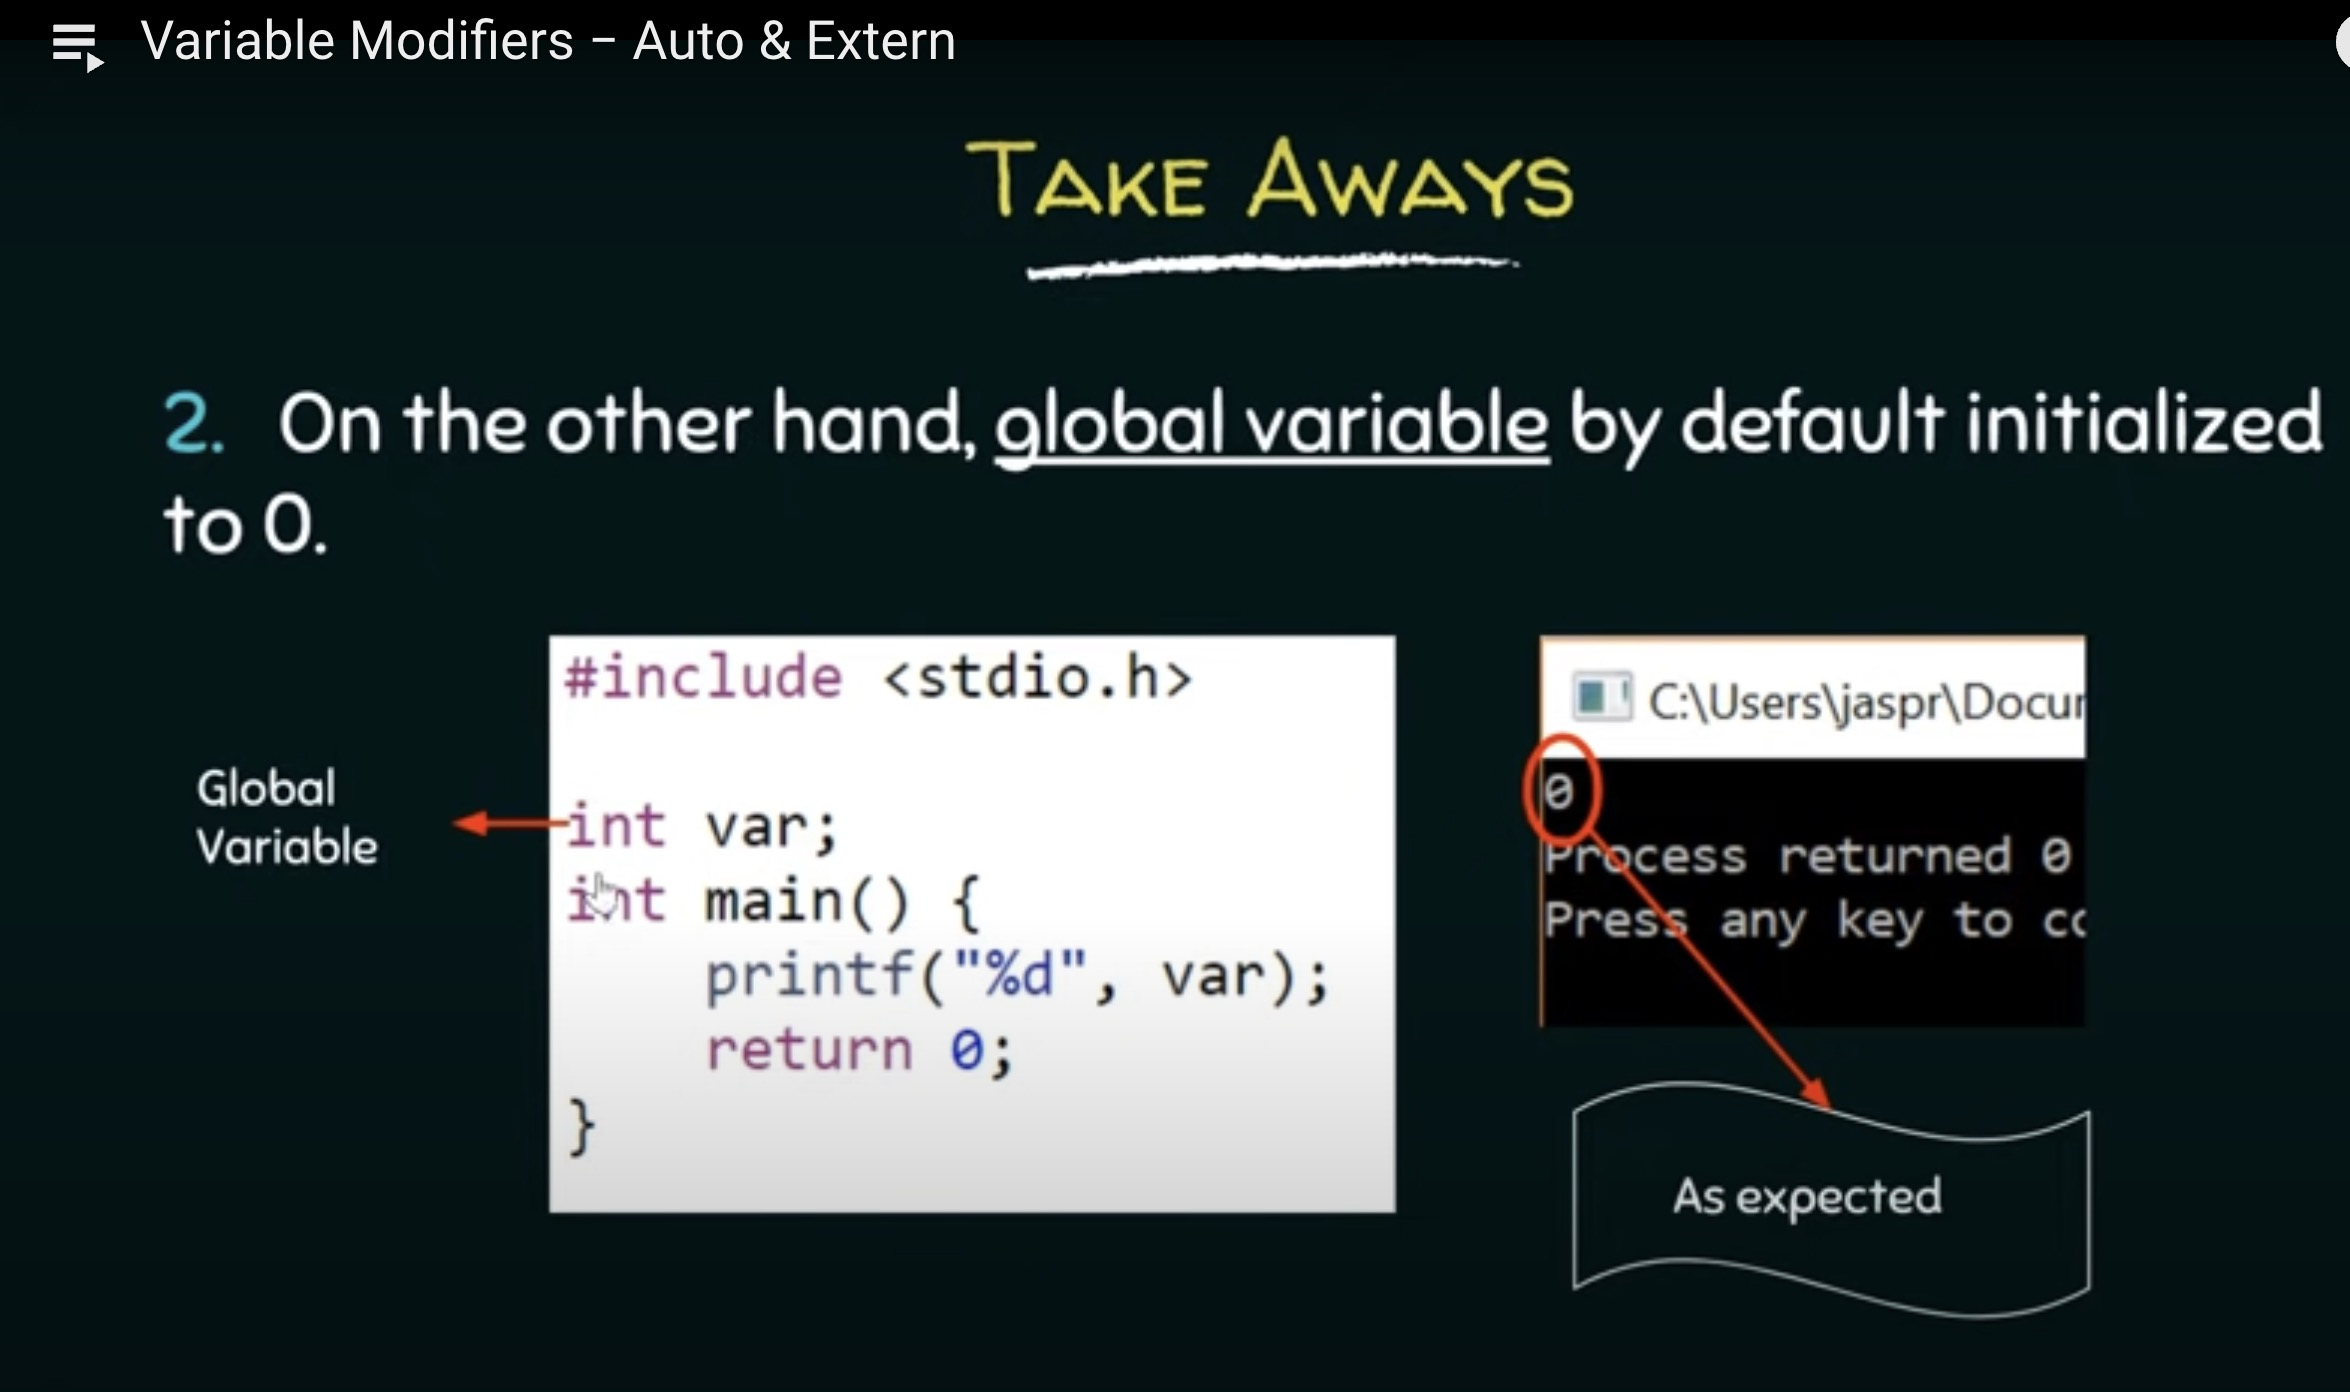 Variable Modifiers – Auto & Extern
TAKE AWAYS
2. On the other hand, global variable by default initialized
to 0.
Global
Variable
#include <stdio.h>
int var;
int main() {
printf("%d", var);
return 0;
}
C:\Users\jaspr\Docu
0
Process returned 0
Press any key to co
As expected